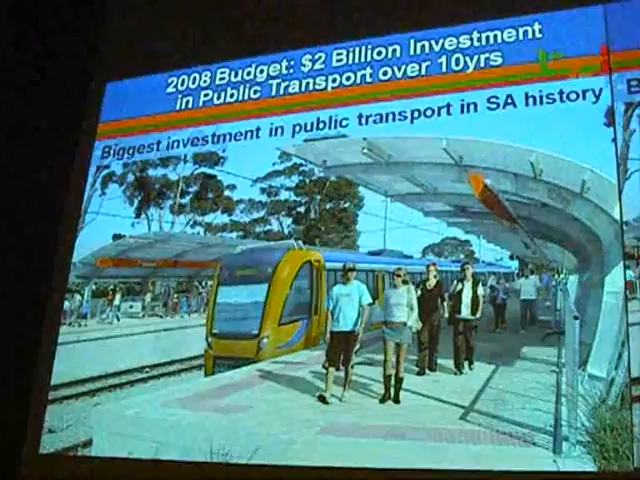 2008 Budget: $2 Billion Investment
in Public Transport over 10yrs
Biggest investment in public transport in SA history